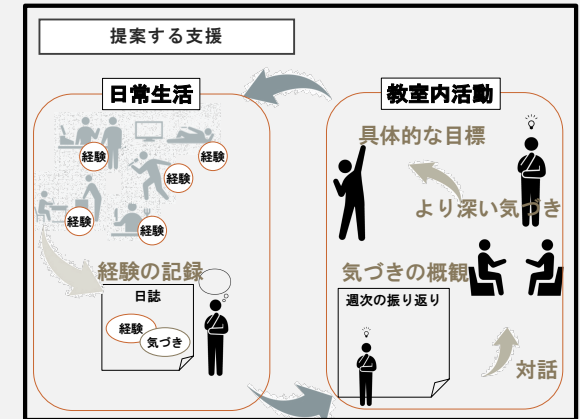 提案する支援
日常生活
経験
経験
経験
経験
経験
経験の記録
日誌
経験
気づき
教室内活動
具体的な目標
より深い気づき
気づきの概観
週次の振り返り
対話